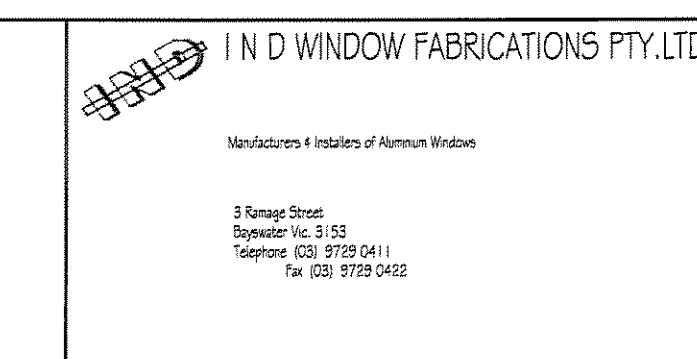 IND
I N D WINDOW FABRICATIONS PTY.LTD
Manufacturers & Installers of Aluminium Windows
3 Ramage Street
Bayswater Vic. 3153
Telephone (03) 9729 0411
Fax (03) 9729 0422